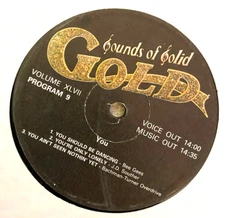 Sounds of Solid
GOLD
VOLUME XLVII
PROGRAM 9
VOICE OUT 14:00
MUSIC OUT 14:35
You
1. YOU SHOULD BE DANCING - Bee Gees
2. YOU'RE ONLY LONELY - J.D. Souther
3. YOU AIN'T SEEN NOTHIN YET - Bachman-Turner Overdrive